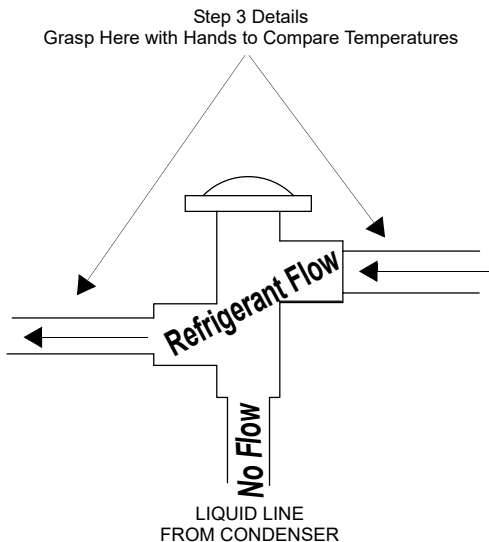 Step 3 Details
Grasp Here with Hands to Compare Temperatures
Refrigerant Flow
No Flow
LIQUID LINE
FROM CONDENSER